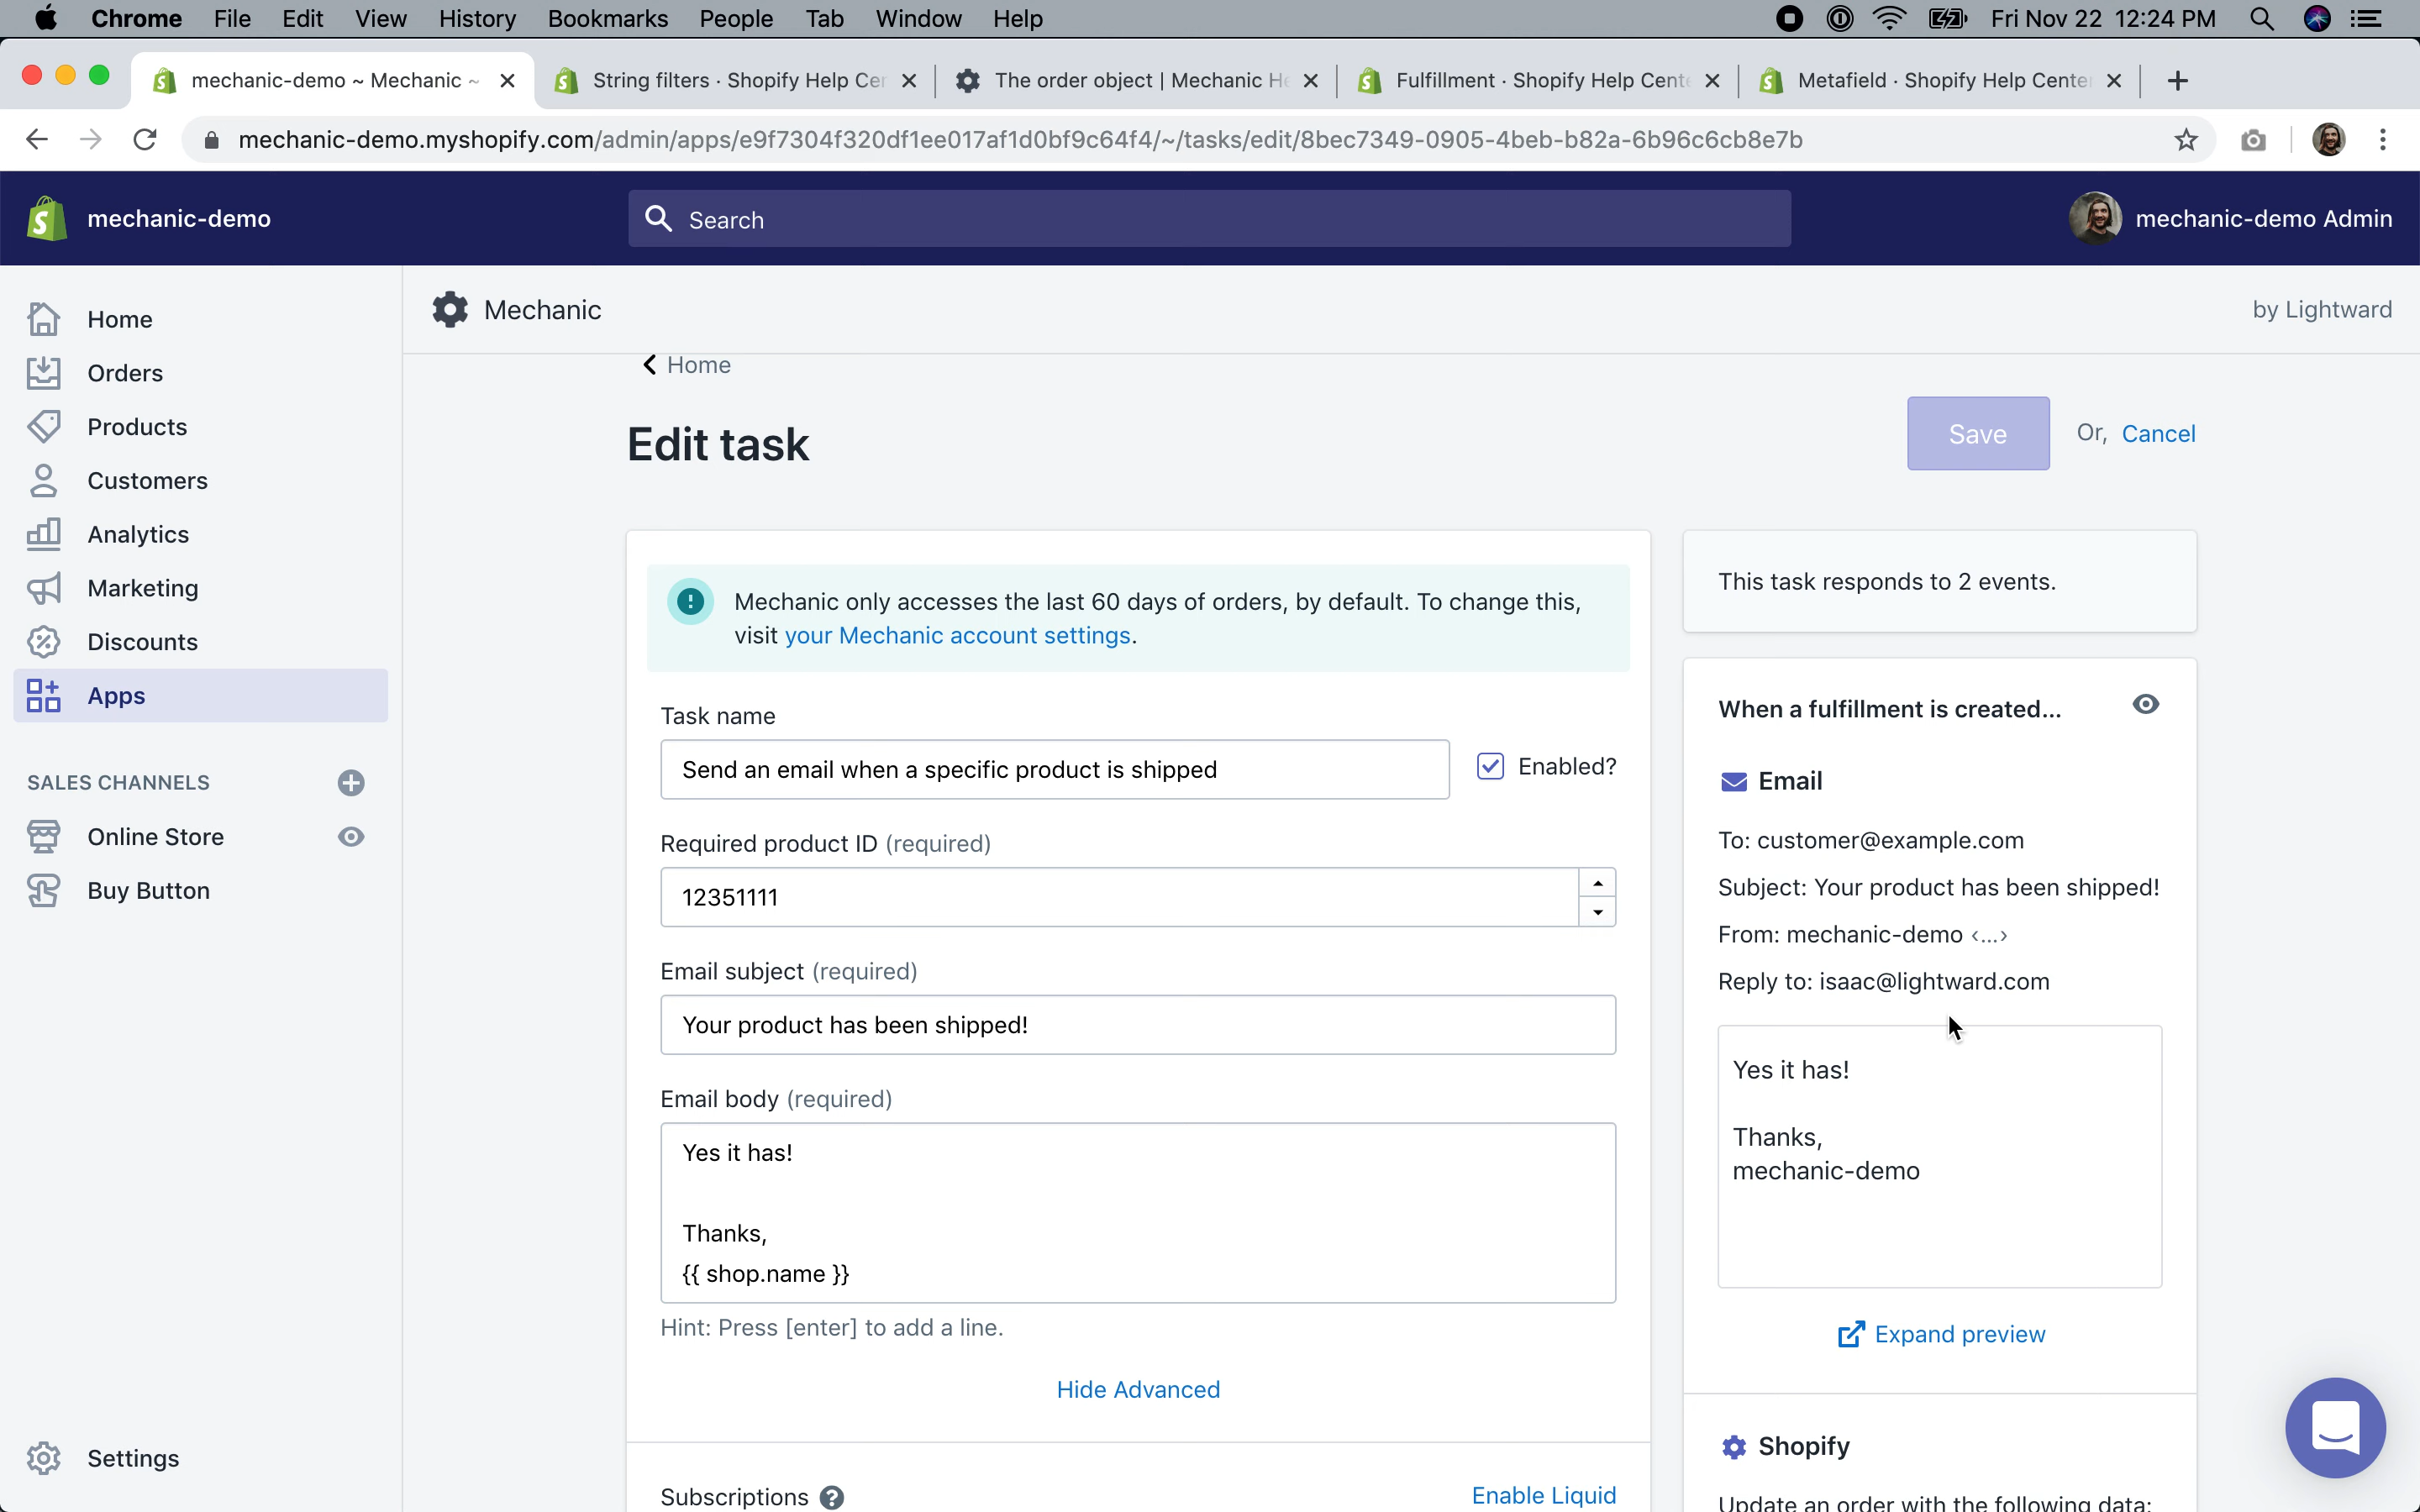 Chrome File Edit View History Bookmarks People Tab Window Help Fri Nov 22 12:24 PM
mechanic-demo ~ Mechanic ~ String filters · Shopify Help Cer The order object | Mechanic He Fulfillment · Shopify Help Cente Metafield · Shopify Help Center
mechanic-demo.myshopify.com/admin/apps/e9f7304f320df1ee017af1d0bf9c64f4/~/tasks/edit/8bec7349-0905-4beb-b82a-6b96c6cb8e7b
mechanic-demo
Search
mechanic-demo Admin
Home
Orders
Products
Customers
Analytics
Marketing
Discounts
Apps
SALES CHANNELS
Online Store
Buy Button
Settings
Mechanic
by Lightward
Home
Edit task
Save Or, Cancel
Mechanic only accesses the last 60 days of orders, by default. To change this,
visit your Mechanic account settings.
Task name
Send an email when a specific product is shipped
Enabled?
Required product ID (required)
12351111
Email subject (required)
Your product has been shipped!
Email body (required)
Yes it has!
Thanks,
{{ shop.name }}
Hint: Press [enter] to add a line.
Hide Advanced
Subscriptions ?
Enable Liquid
This task responds to 2 events.
When a fulfillment is created...
Email
To: customer@example.com
Subject: Your product has been shipped!
From: mechanic-demo <...>
Reply to: isaac@lightward.com
Yes it has!
Thanks,
mechanic-demo
Expand preview
Shopify
Update an order with the following data: